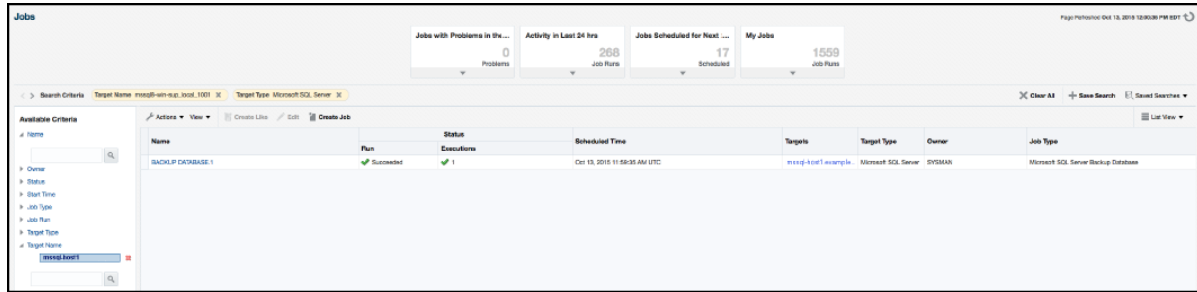 Jobs
Page Refreshed Oct 13, 2015 12:00:36 PM EDT
Jobs with Problems in the... Activity in Last 24 hrs Jobs Scheduled for Next ... My Jobs
0 268 17 1559
Problems Job Runs Scheduled Job Runs
Search Criteria Target Name Target Type Microsoft SQL Server X Clear All Save Search Saved Searches
Available Criteria Actions View Create Like Edit Create Job List View
Name
Name Status Scheduled Time Targets Target Type Owner Job Type
Run Executions
BACKUP DATABASE.1 Succeeded 1 Oct 13, 2015 11:59:35 AM UTC mssql-host1.example. Microsoft SQL Server SYSMAN Microsoft SQL Server Backup Database
Owner
Status
Start Time
Job Type
Job Run
Target Type
Target Name
mssql-host1